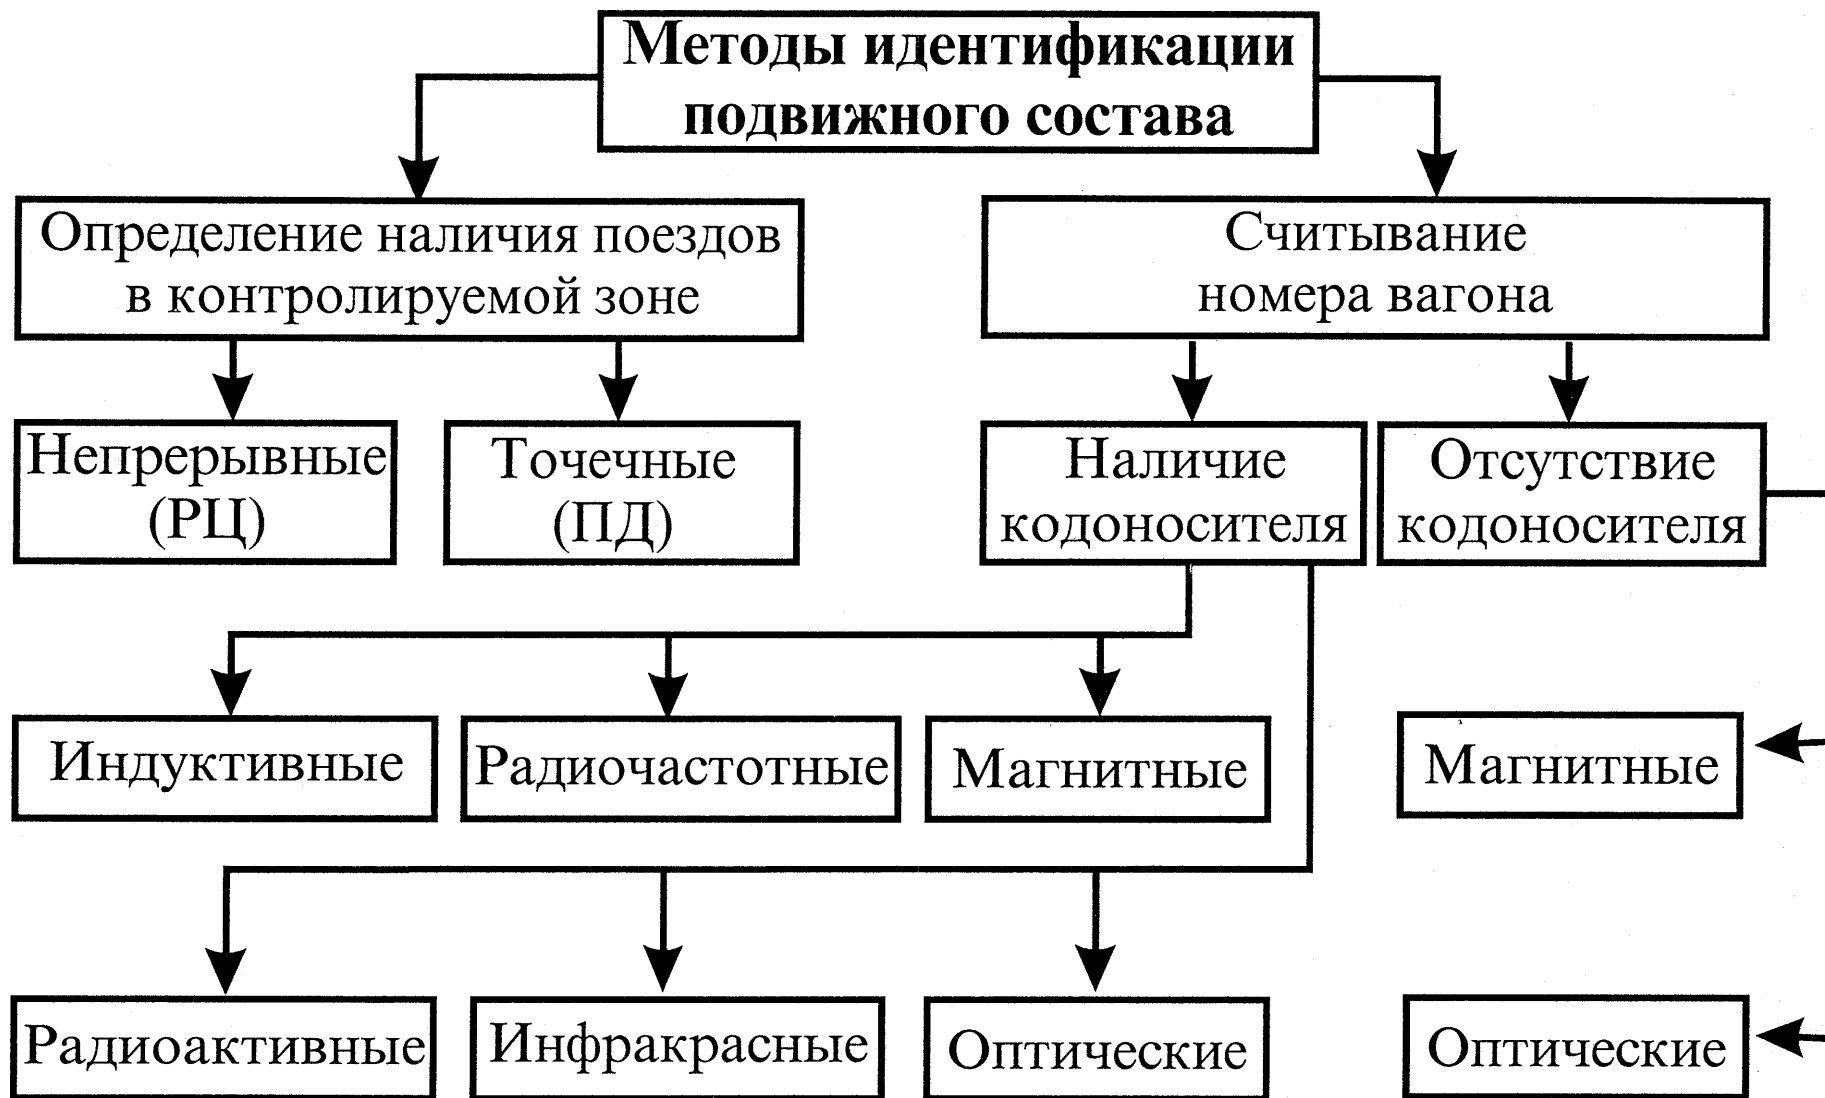 Методы идентификации
подвижного состава
Определение наличия поездов
в контролируемой зоне
Считывание
номера вагона
Непрерывные
(РЦ)
Точечные
(ПД)
Наличие
кодоносителя
Отсутствие
кодоносителя
Индуктивные
Радиочастотные
Магнитные
Магнитные
Радиоактивные
Инфракрасные
Оптические
Оптические